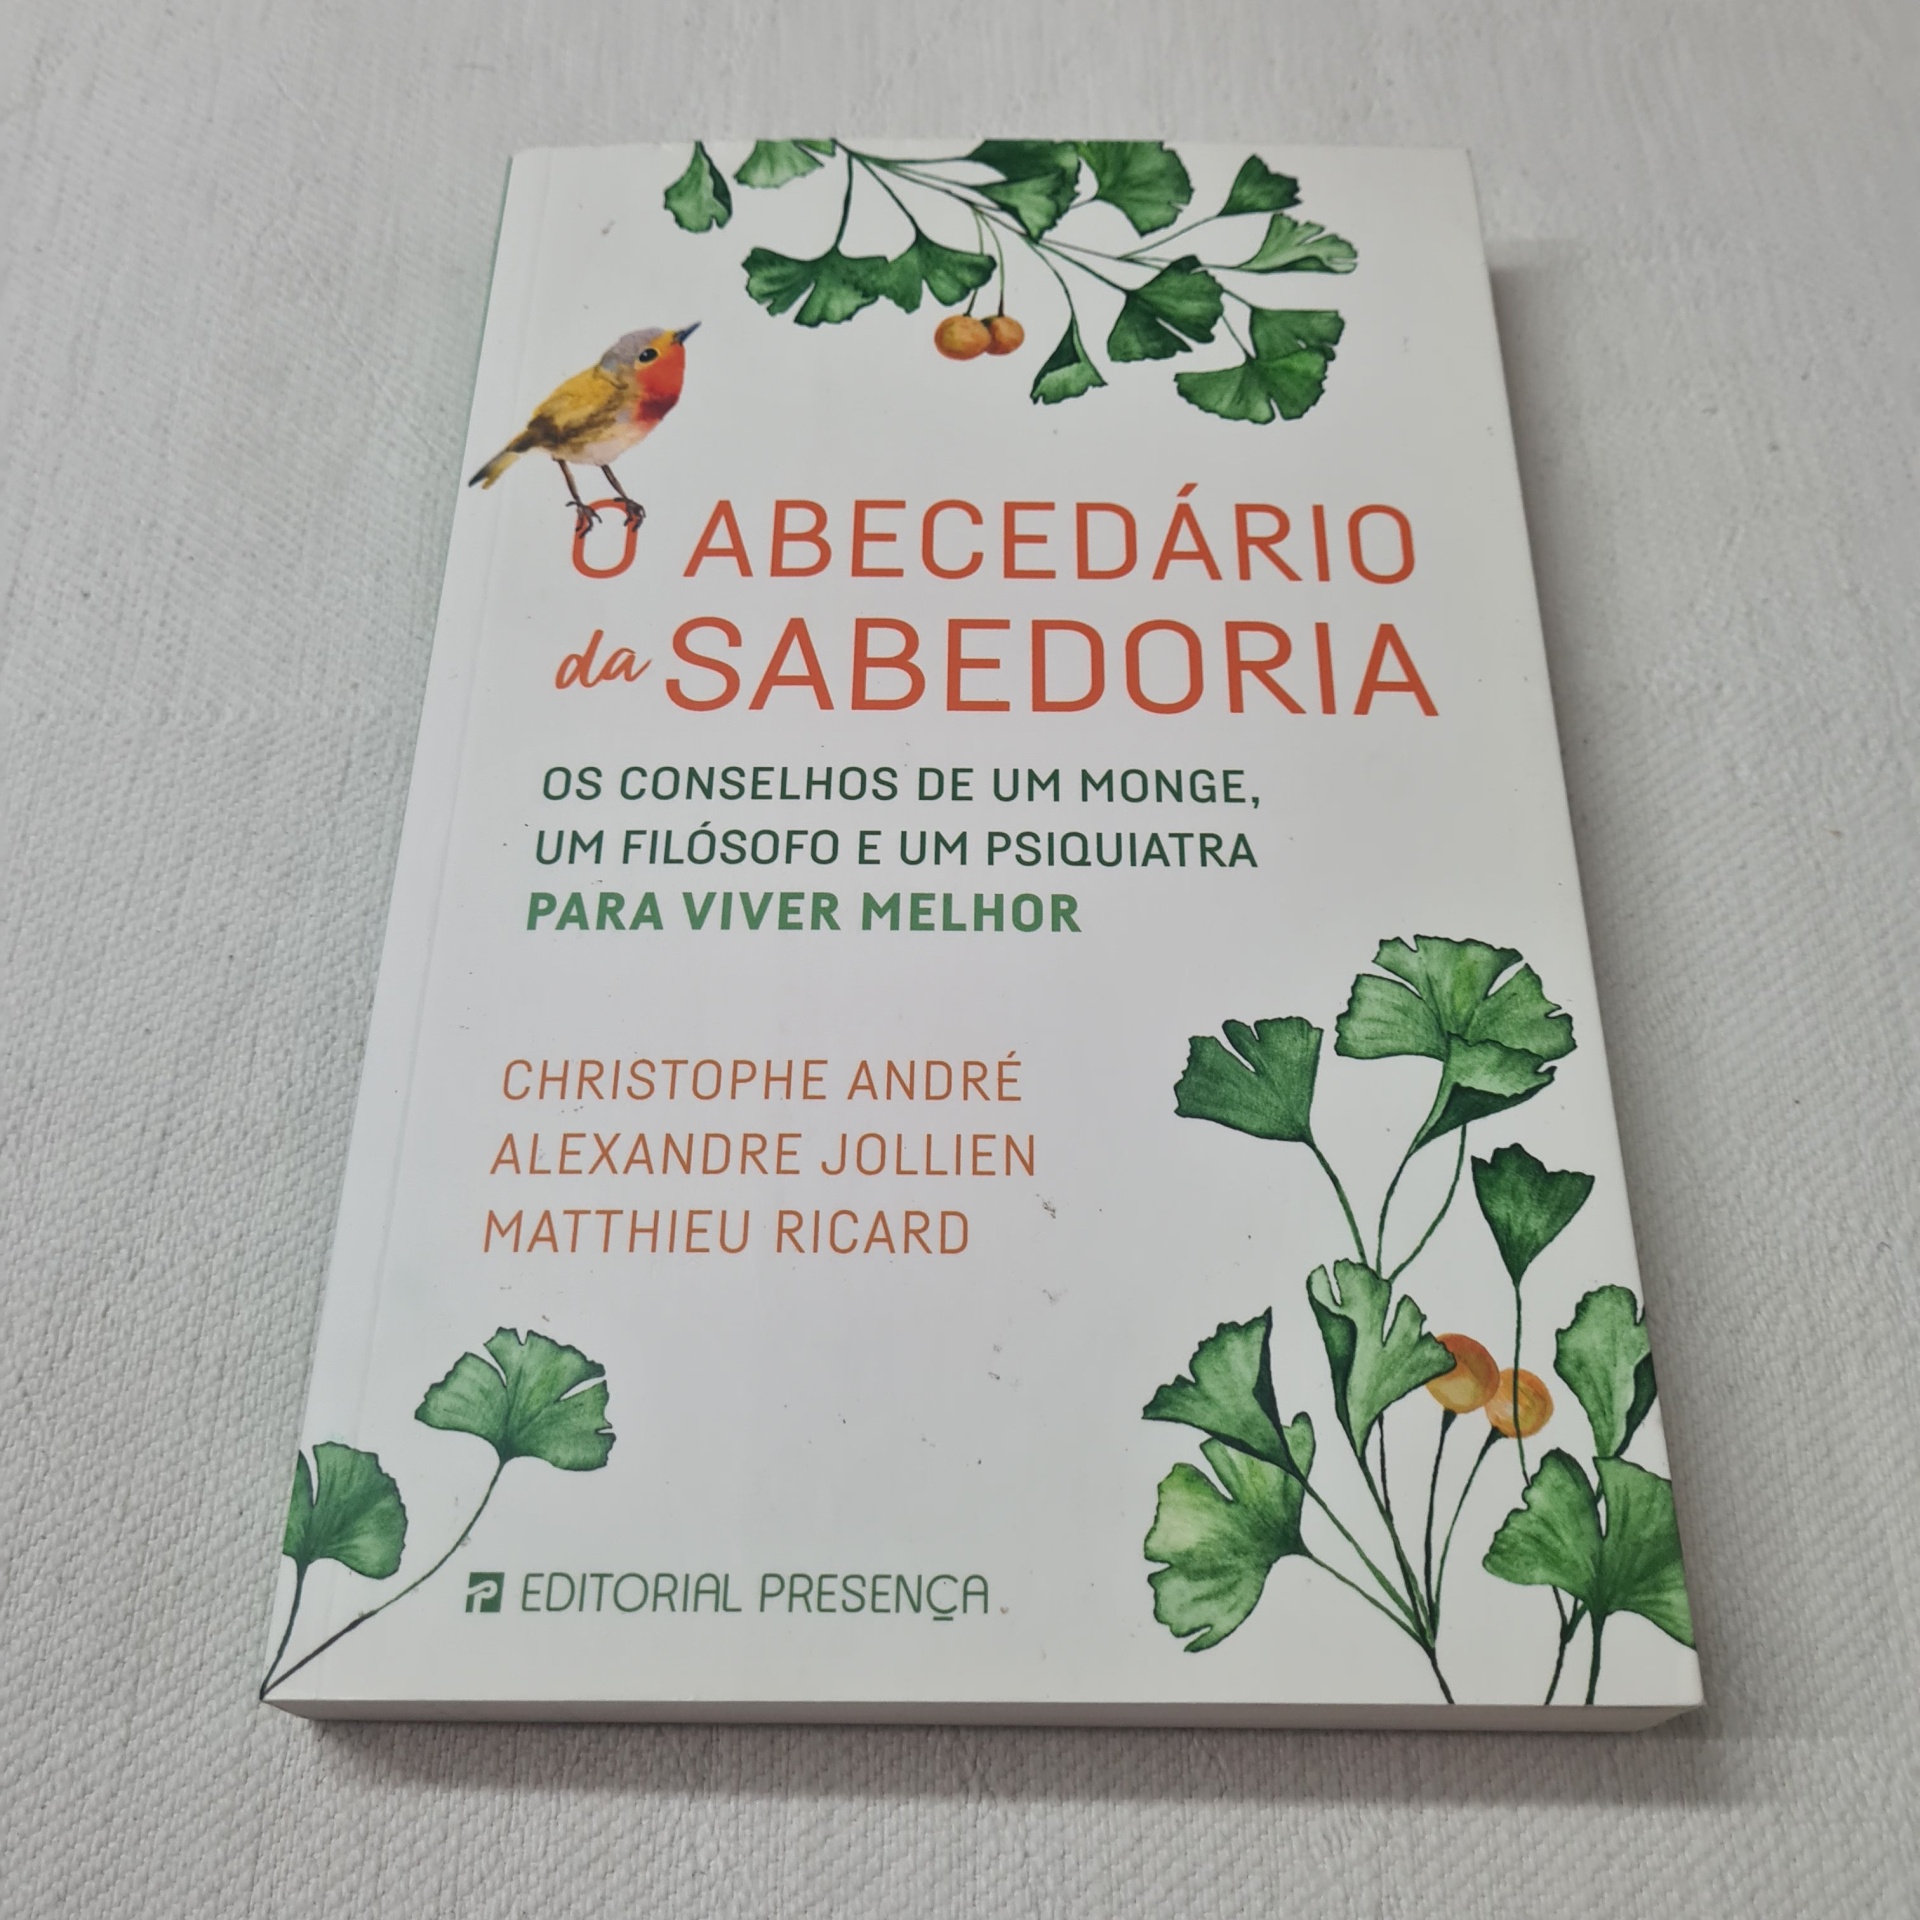 O ABECEDÁRIO
da SABEDORIA
OS CONSELHOS DE UM MONGE,
UM FILÓSOFO E UM PSIQUIATRA
PARA VIVER MELHOR
CHRISTOPHE ANDRÉ
ALEXANDRE JOLLIEN
MATTHIEU RICARD
EDITORIAL PRESENÇA